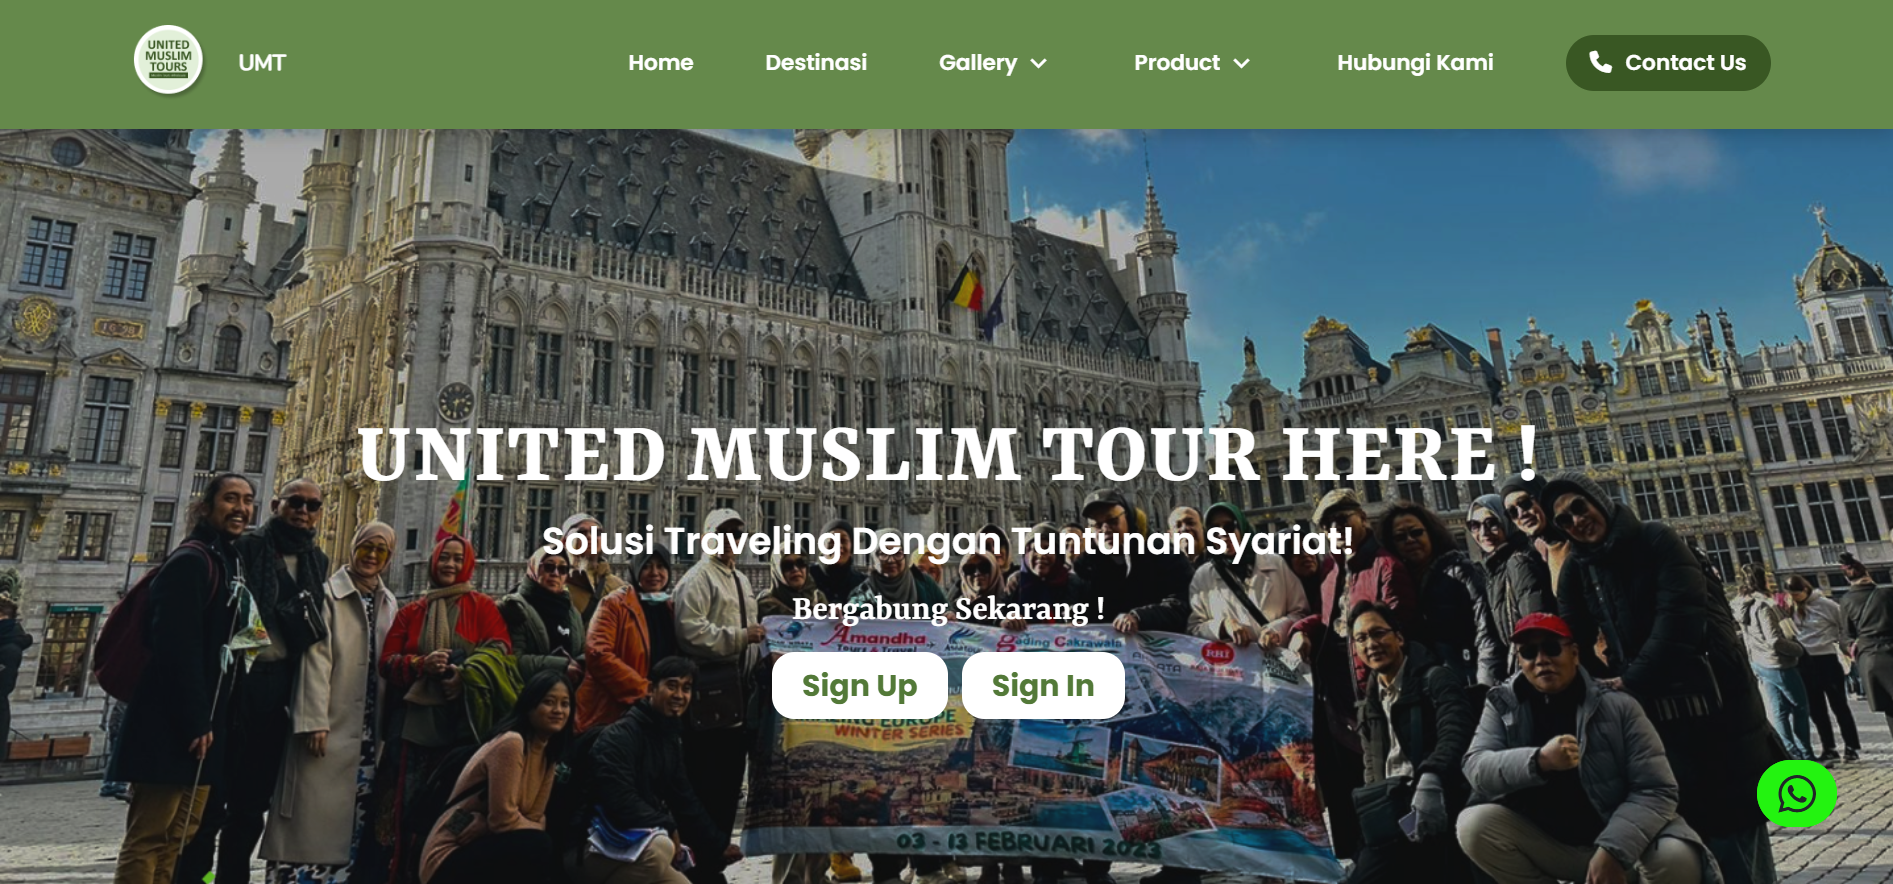 UNITED
MUSLIM
TOURS
UMT
Home
Destinasi
Gallery
Product
Hubungi Kami
Contact Us
UNITED MUSLIM TOUR HERE !
Solusi Traveling Dengan Tuntunan Syariat!
Bergabung Sekarang !
Amandha
Tours & Travel
Gading Cakrawala
RHI
Sign Up
Sign In
EUROPE
WINTER SERIES
03 - 13 FEBRUARI 2023